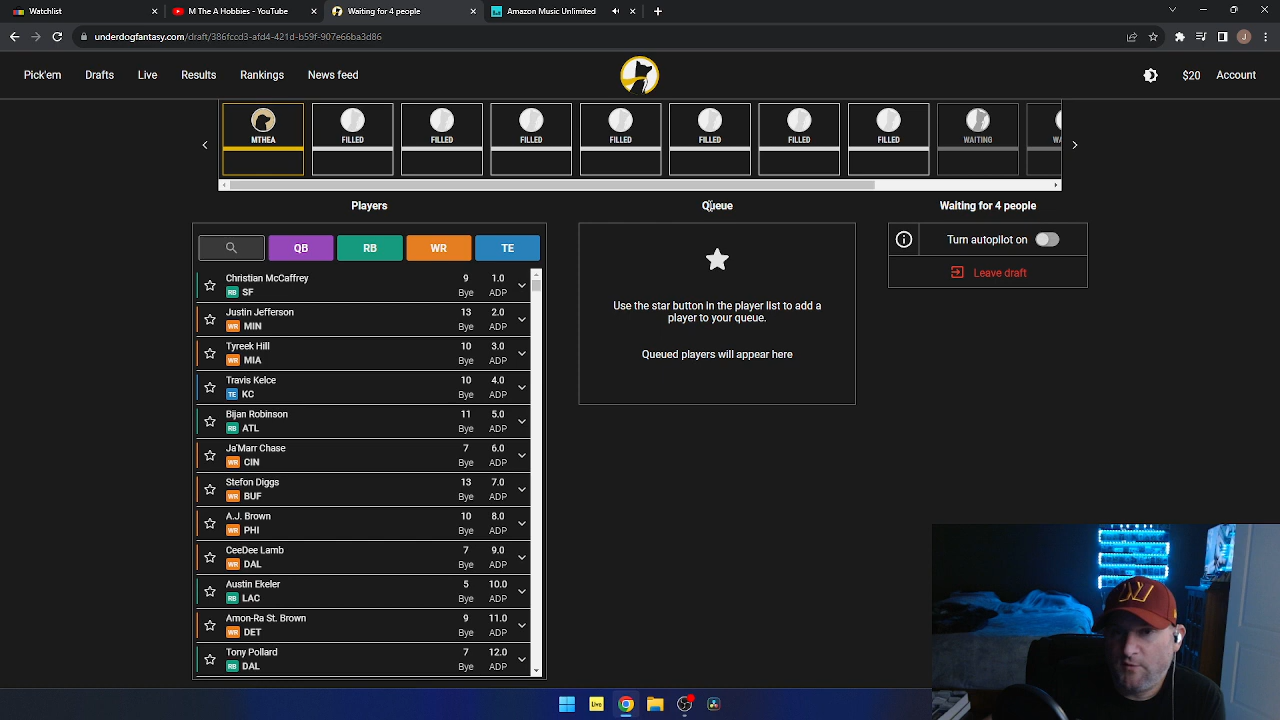 Watchlist
M The A Hobbies - YouTube
Waiting for 4 people
Amazon Music Unlimited
underdogfantasy.com/draft/386fccd3-afd4-421d-b59f-907e66ba3d86
J
Pick'em Drafts Live Results Rankings News feed
$20 Account
MTHEA FILLED FILLED FILLED FILLED FILLED FILLED FILLED WAITING
Players
Queue
Waiting for 4 people
QB RB WR TE
Christian McCaffrey 9 1.0
RB SF Bye ADP
Justin Jefferson 13 2.0
WR MIN Bye ADP
Tyreek Hill 10 3.0
WR MIA Bye ADP
Travis Kelce 10 4.0
TE KC Bye ADP
Bijan Robinson 11 5.0
RB ATL Bye ADP
Ja'Marr Chase 7 6.0
WR CIN Bye ADP
Stefon Diggs 13 7.0
WR BUF Bye ADP
A.J. Brown 10 8.0
WR PHI Bye ADP
CeeDee Lamb 7 9.0
WR DAL Bye ADP
Austin Ekeler 5 10.0
RB LAC Bye ADP
Amon-Ra St. Brown 9 11.0
WR DET Bye ADP
Tony Pollard 7 12.0
RB DAL Bye ADP
Use the star button in the player list to add a
player to your queue.
Queued players will appear here
Turn autopilot on
Leave draft
Live
W